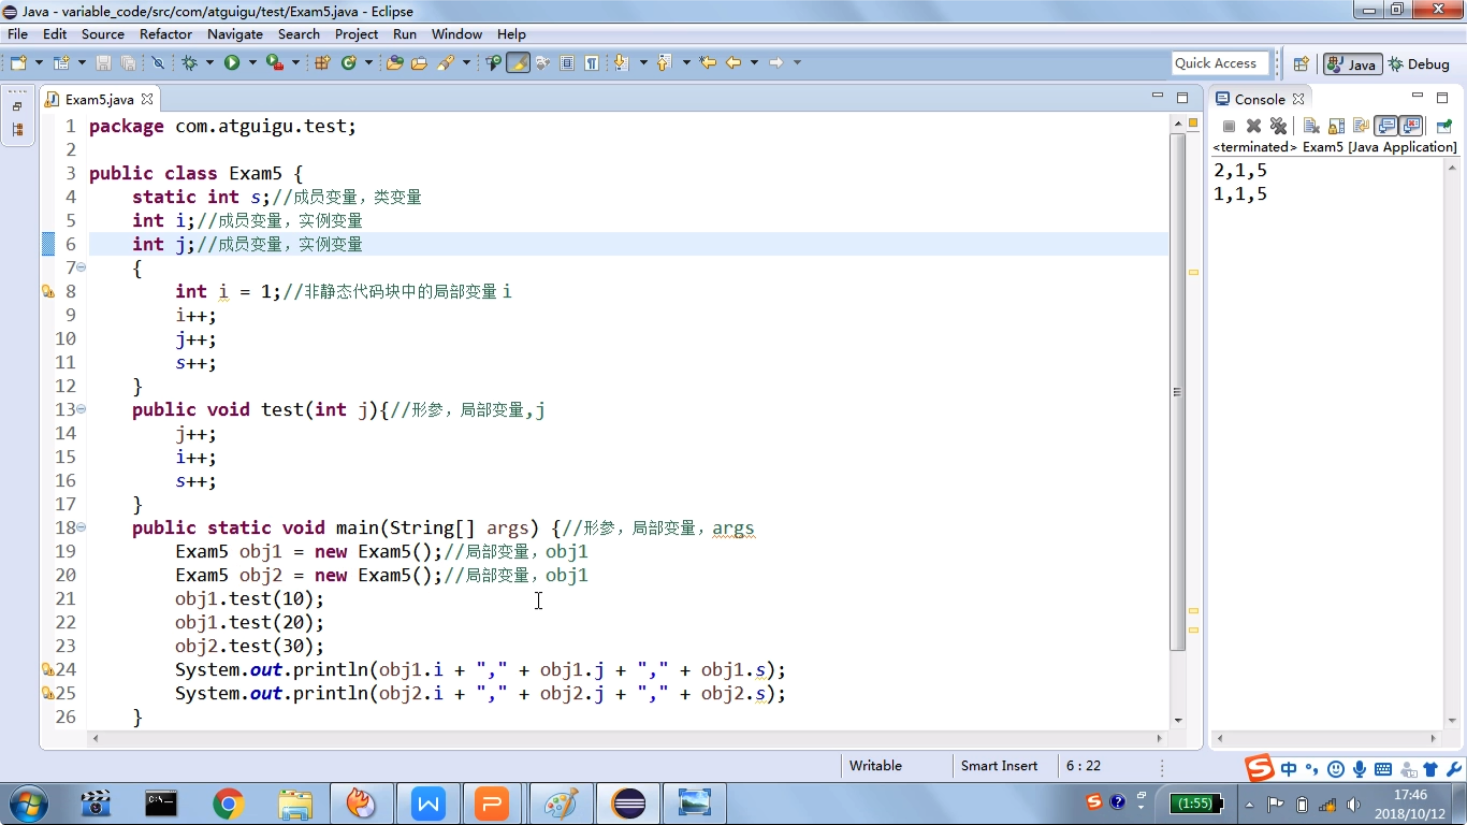 Java - variable_code/src/com/atguigu/test/Exam5.java - Eclipse
File Edit Source Refactor Navigate Search Project Run Window Help
Quick Access
Java
Debug
Exam5.java
1 package com.atguigu.test;
2
3 public class Exam5 {
4 static int s;//成员变量，类变量
5 int i;//成员变量，实例变量
6 int j;//成员变量，实例变量
7 {
8 int i = 1;//非静态代码块中的局部变量 i
9 i++;
10 j++;
11 s++;
12 }
13 public void test(int j){//形参，局部变量,j
14 j++;
15 i++;
16 s++;
17 }
18 public static void main(String[] args) {//形参，局部变量，args
19 Exam5 obj1 = new Exam5();//局部变量，obj1
20 Exam5 obj2 = new Exam5();//局部变量，obj1
21 obj1.test(10);
22 obj1.test(20);
23 obj2.test(30);
24 System.out.println(obj1.i + "," + obj1.j + "," + obj1.s);
25 System.out.println(obj2.i + "," + obj2.j + "," + obj2.s);
26 }
Console
<terminated> Exam5 [Java Application]
2,1,5
1,1,5
Writable
Smart Insert
6 : 22
中
(1:55)
17:46
2018/10/12